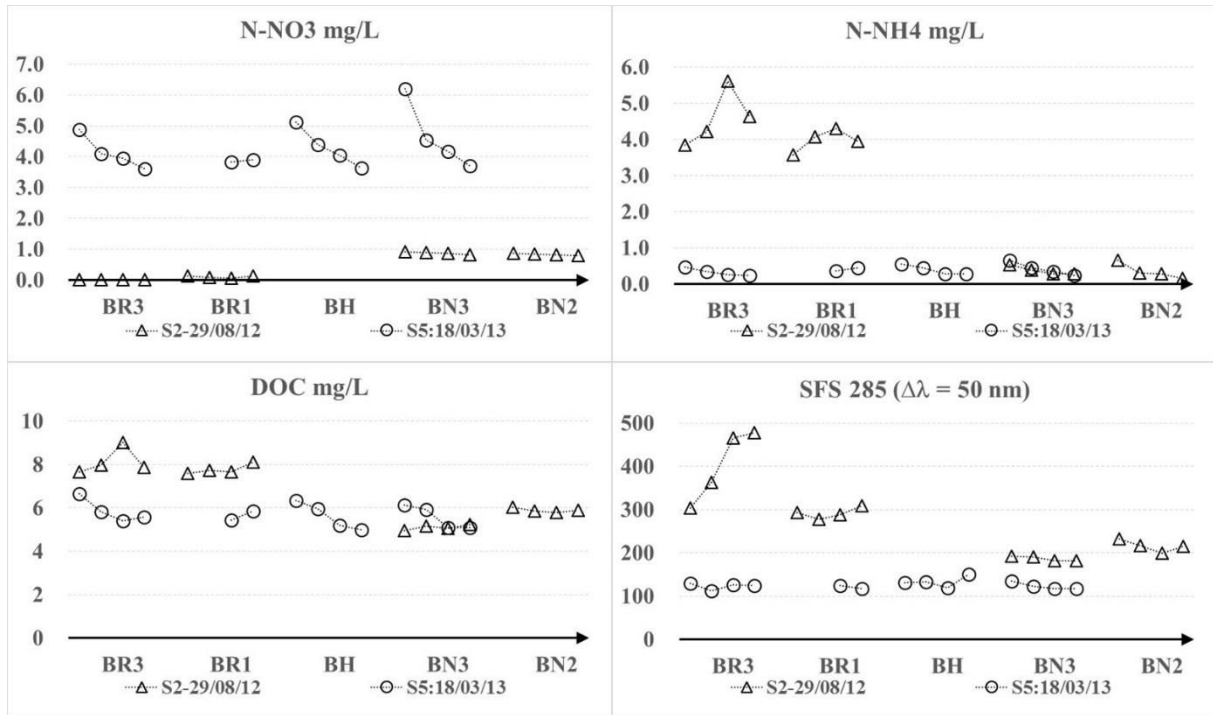 N-NO3 mg/L
7.0
6.0
5.0
4.0
3.0
2.0
1.0
0.0
BR3 BR1 BH BN3 BN2
S2-29/08/12 S5:18/03/13
N-NH4 mg/L
6.0
5.0
4.0
3.0
2.0
1.0
0.0
BR3 BR1 BH BN3 BN2
S2-29/08/12 S5:18/03/13
DOC mg/L
10
8
6
4
2
0
BR3 BR1 BH BN3 BN2
S2-29/08/12 S5:18/03/13
SFS 285 (Δλ = 50 nm)
500
400
300
200
100
0
BR3 BR1 BH BN3 BN2
S2-29/08/12 S5:18/03/13